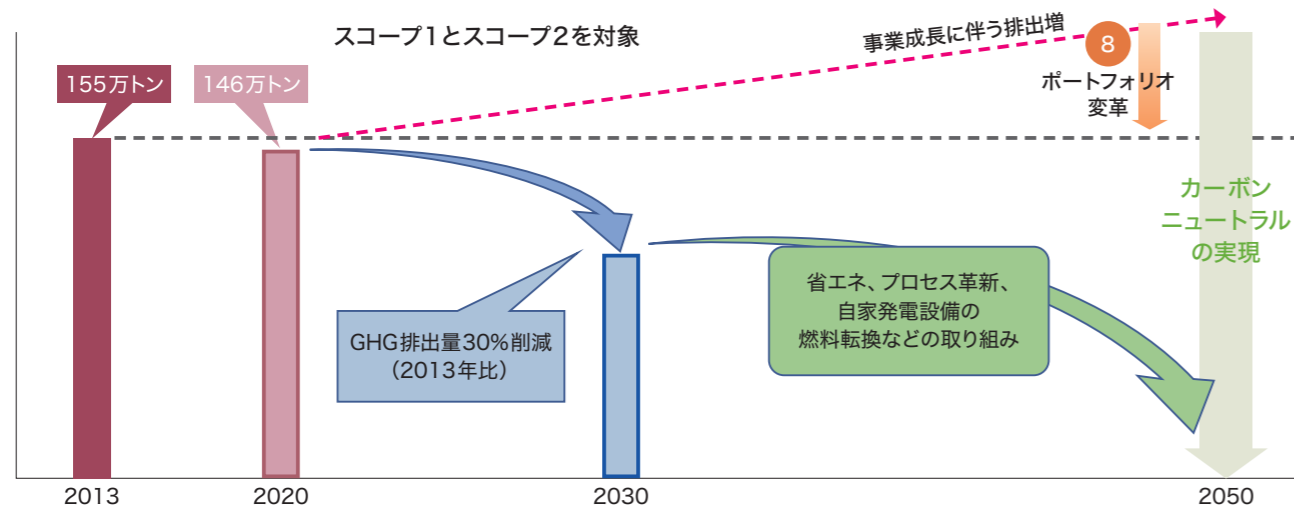 スコープ1とスコープ2を対象
事業成長に伴う排出増
8
ポートフォリオ
変革
155万トン
146万トン
カーボン
ニュートラル
の実現
GHG排出量30%削減
（2013年比）
省エネ、プロセス革新、
自家発電設備の
燃料転換などの取り組み
2013
2020
2030
2050